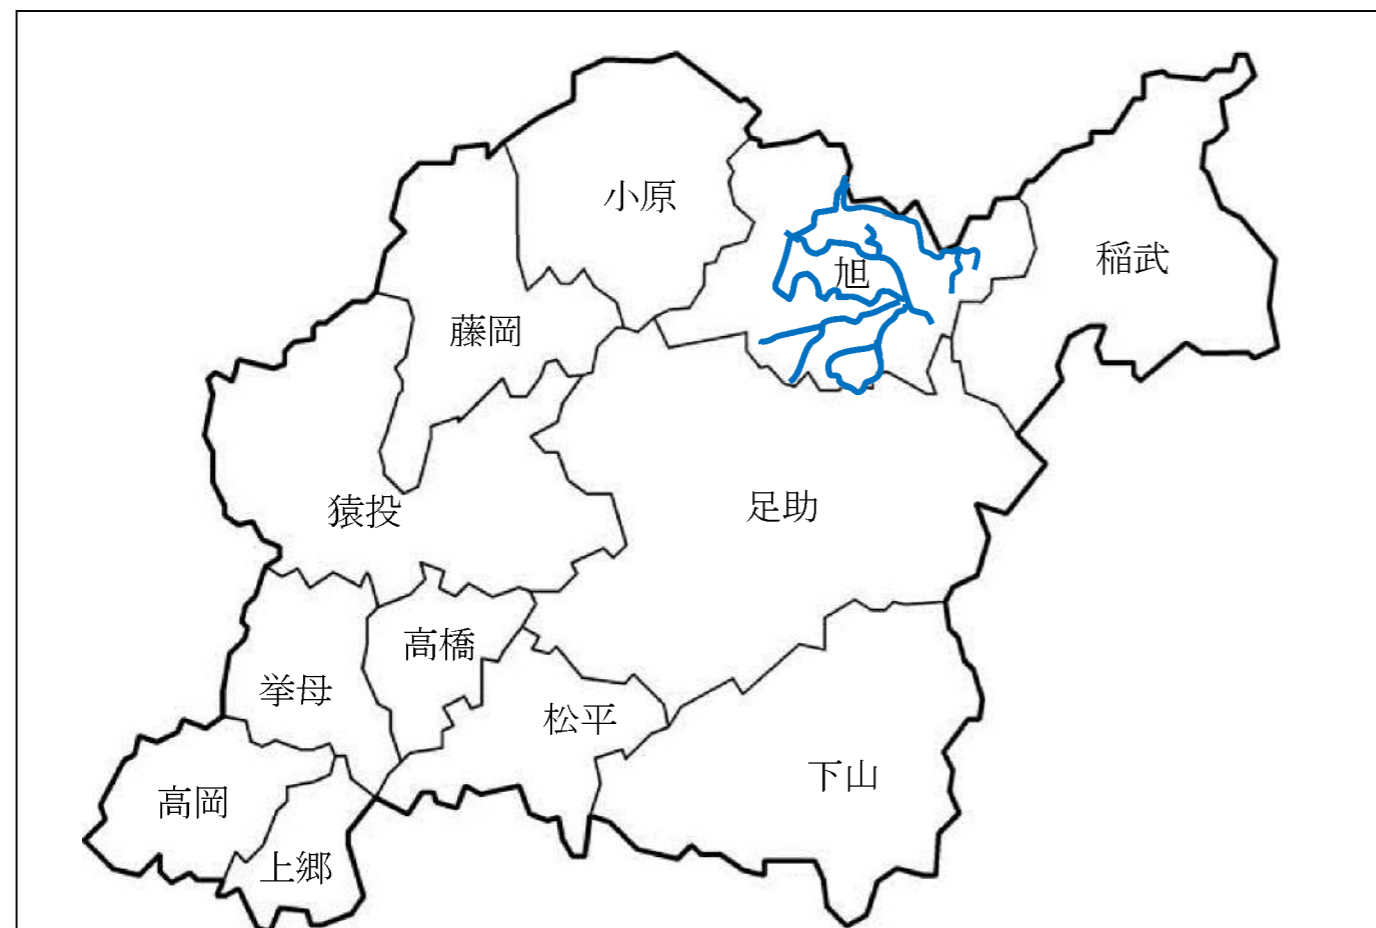 小原
稲武
旭
藤岡
猿投
足助
高橋
挙母
松平
下山
高岡
上郷